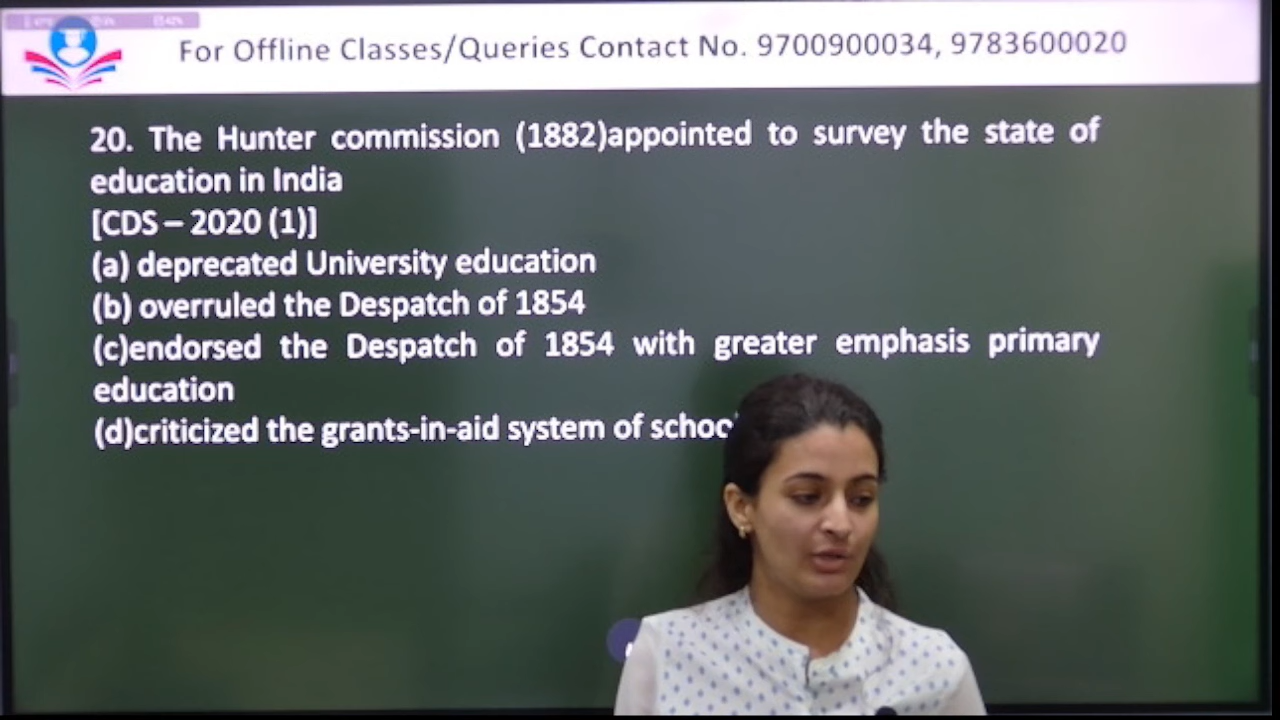 For Offline Classes/Queries Contact No. 9700900034, 9783600020
20. The Hunter commission (1882)appointed to survey the state of
education in India
[CDS – 2020 (1)]
(a) deprecated University education
(b) overruled the Despatch of 1854
(c)endorsed the Despatch of 1854 with greater emphasis primary
education
(d)criticized the grants-in-aid system of